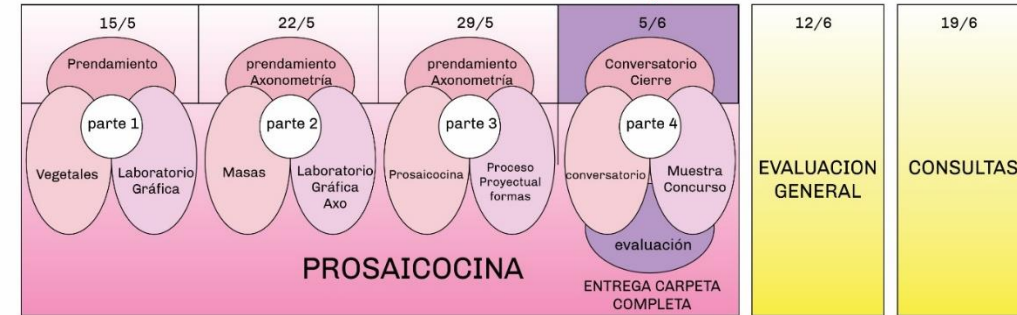 15/5
22/5
29/5
5/6
12/6
19/6
Prendamiento
prendamiento
Axonometría
prendamiento
Axonometría
Conversatorio
Cierre
parte 1
parte 2
parte 3
parte 4
Vegetales
Laboratorio
Gráfica
Masas
Laboratorio
Gráfica
Axo
Prosaicocina
Proceso
Proyectual
formas
conversatorio
Muestra
Concurso
EVALUACION
GENERAL
CONSULTAS
evaluación
PROSAICOCINA
ENTREGA CARPETA
COMPLETA